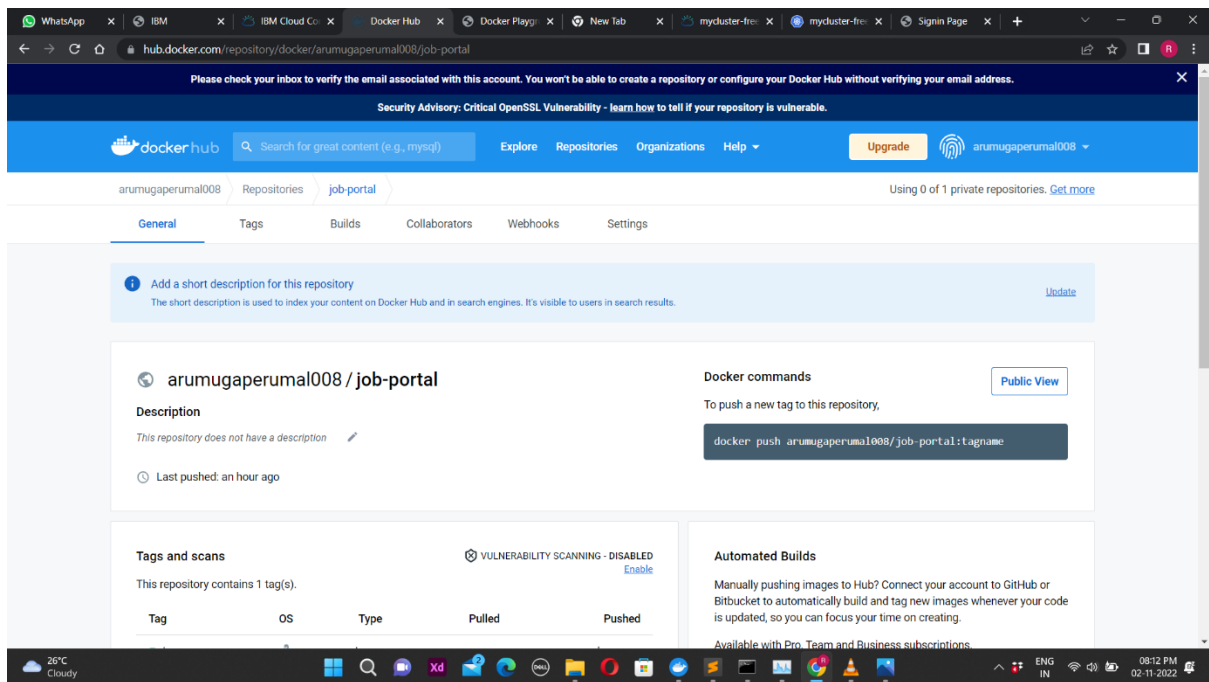 WhatsApp
IBM
IBM Cloud Co
Docker Hub
Docker Playgr
New Tab
mycluster-free
mycluster-free
Signin Page
hub.docker.com/repository/docker/arumugaperumal008/job-portal
R
Please check your inbox to verify the email associated with this account. You won't be able to create a repository or configure your Docker Hub without verifying your email address.
Security Advisory: Critical OpenSSL Vulnerability - learn how to tell if your repository is vulnerable.
docker hub
Search for great content (e.g., mysql)
Explore Repositories Organizations Help
Upgrade
arumugaperumal008
arumugaperumal008 Repositories job-portal
Using 0 of 1 private repositories. Get more
General Tags Builds Collaborators Webhooks Settings
Add a short description for this repository
The short description is used to index your content on Docker Hub and in search engines. It's visible to users in search results.
Update
arumugaperumal008 / job-portal
Description
This repository does not have a description
Last pushed: an hour ago
Docker commands
Public View
To push a new tag to this repository,
docker push arumugaperumal008/job-portal:tagname
Tags and scans
VULNERABILITY SCANNING - DISABLED
Enable
This repository contains 1 tag(s).
Tag OS Type Pulled Pushed
Automated Builds
Manually pushing images to Hub? Connect your account to GitHub or
Bitbucket to automatically build and tag new images whenever your code
is updated, so you can focus your time on creating.
Available with Pro, Team and Business subscriptions.
26°C
Cloudy
Xd
2
DELL
ENG
IN
08:12 PM
02-11-2022